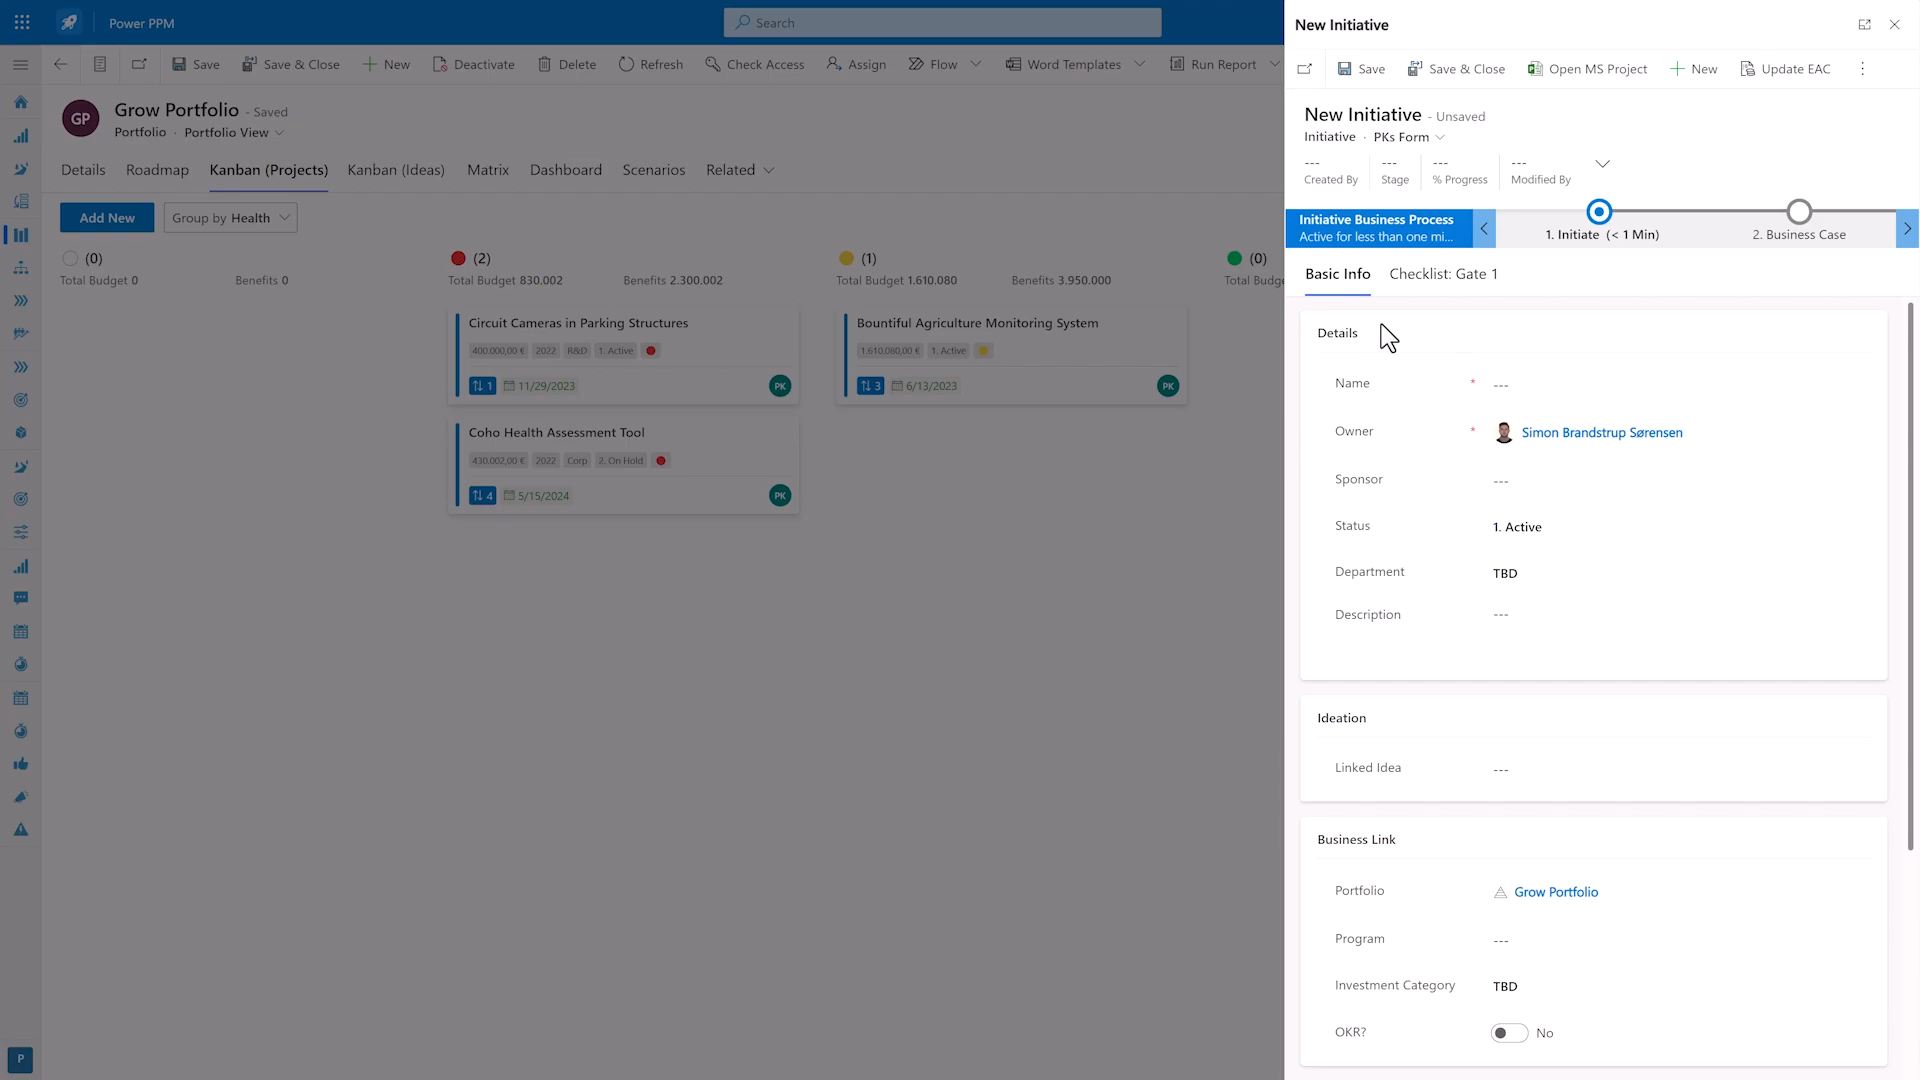 Power PPM
Search
Save
Save & Close
New
Deactivate
Delete
Refresh
Check Access
Assign
Flow
Word Templates
Run Report
GP
Grow Portfolio - Saved
Portfolio · Portfolio View
Details
Roadmap
Kanban (Projects)
Kanban (Ideas)
Matrix
Dashboard
Scenarios
Related
Add New
Group by Health
(0)
Total Budget 0
Benefits 0
(2)
Total Budget 830.002
Benefits 2.300.002
Circuit Cameras in Parking Structures
400.000,00 €
2022
R&D
1. Active
1
11/29/2023
PK
Coho Health Assessment Tool
430.002,00 €
2022
Corp
2. On Hold
4
5/15/2024
PK
(1)
Total Budget 1.610.080
Benefits 3.950.000
Bountiful Agriculture Monitoring System
1.610.080,00 €
1. Active
3
6/13/2023
PK
(0)
Total Budge
P
New Initiative
Save
Save & Close
Open MS Project
New
Update EAC
New Initiative - Unsaved
Initiative · PKs Form
---
Created By
---
Stage
---
% Progress
---
Modified By
Initiative Business Process
Active for less than one mi...
1. Initiate (< 1 Min)
2. Business Case
Basic Info
Checklist: Gate 1
Details
Name * ---
Owner * Simon Brandstrup Sørensen
Sponsor ---
Status 1. Active
Department TBD
Description ---
Ideation
Linked Idea ---
Business Link
Portfolio Grow Portfolio
Program ---
Investment Category TBD
OKR? No